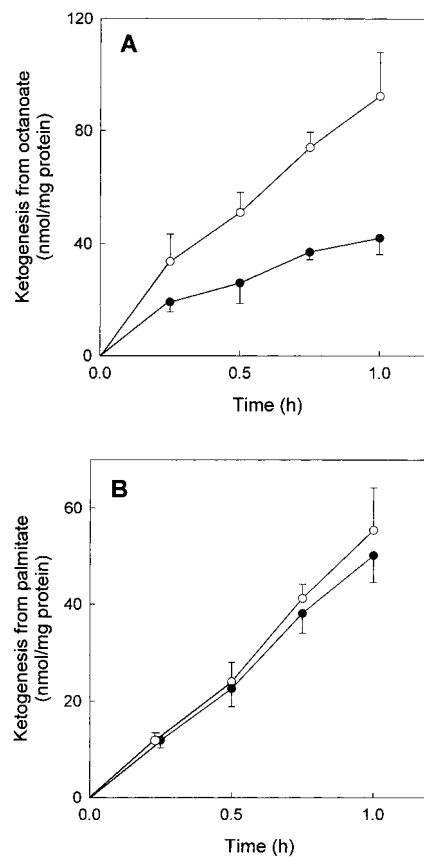 A
120
80
40
0
Ketogenesis from octanoate
(nmol/mg protein)
0.0 0.5 1.0
Time (h)
B
60
40
20
0
Ketogenesis from palmitate
(nmol/mg protein)
0.0 0.5 1.0
Time (h)